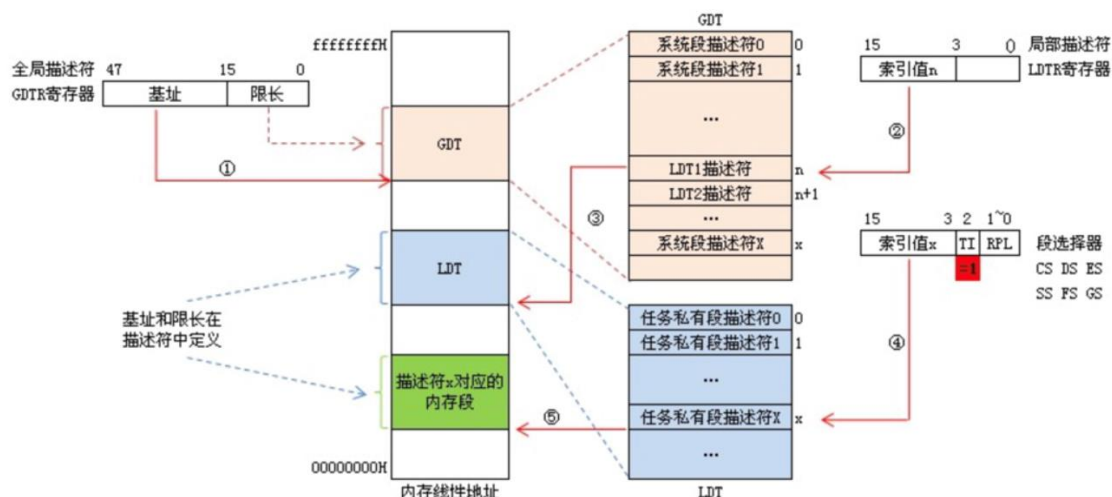 GDT
ffffffffH
47 15 0
全局描述符
GDTR寄存器
基址 限长
系统段描述符0 0
系统段描述符1 1
...
LDT1描述符 n
LDT2描述符 n+1
...
系统段描述符X x
15 3 0
局部描述符
索引值n
LDTR寄存器
GDT
①
②
③
15 3 2 1~0
索引值x TI RPL
=1
段选择器
CS DS ES
SS FS GS
LDT
基址和限长在
描述符中定义
任务私有段描述符0 0
任务私有段描述符1 1
...
任务私有段描述符X x
...
④
描述符x对应的
内存段
⑤
00000000H
内存线性地址
LDT